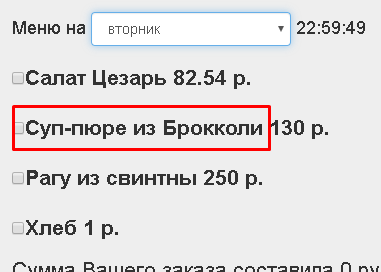 Меню на вторник 22:59:49
Салат Цезарь 82.54 р.
Суп-пюре из Брокколи 130 р.
Рагу из свинтны 250 р.
Хлеб 1 р.
Сумма Вашего заказа составила 0 ру